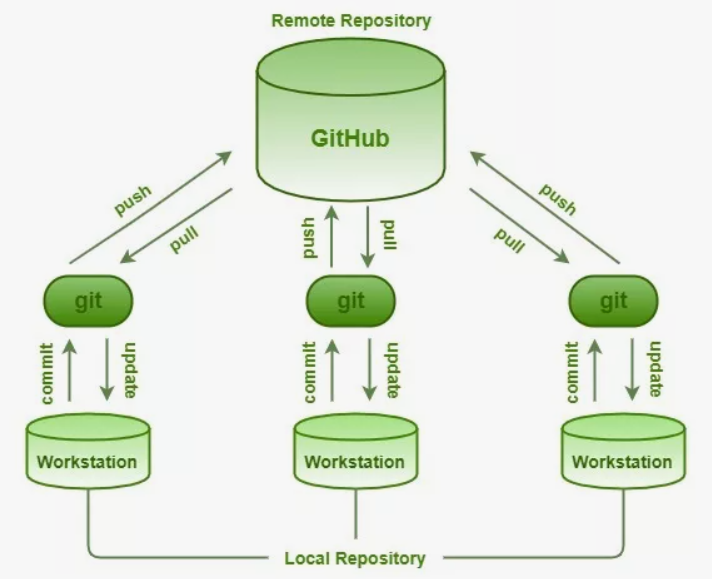 Remote Repository
GitHub
push
pull
push
pull
push
pull
git
git
git
commit
update
commit
update
commit
update
Workstation
Workstation
Workstation
Local Repository